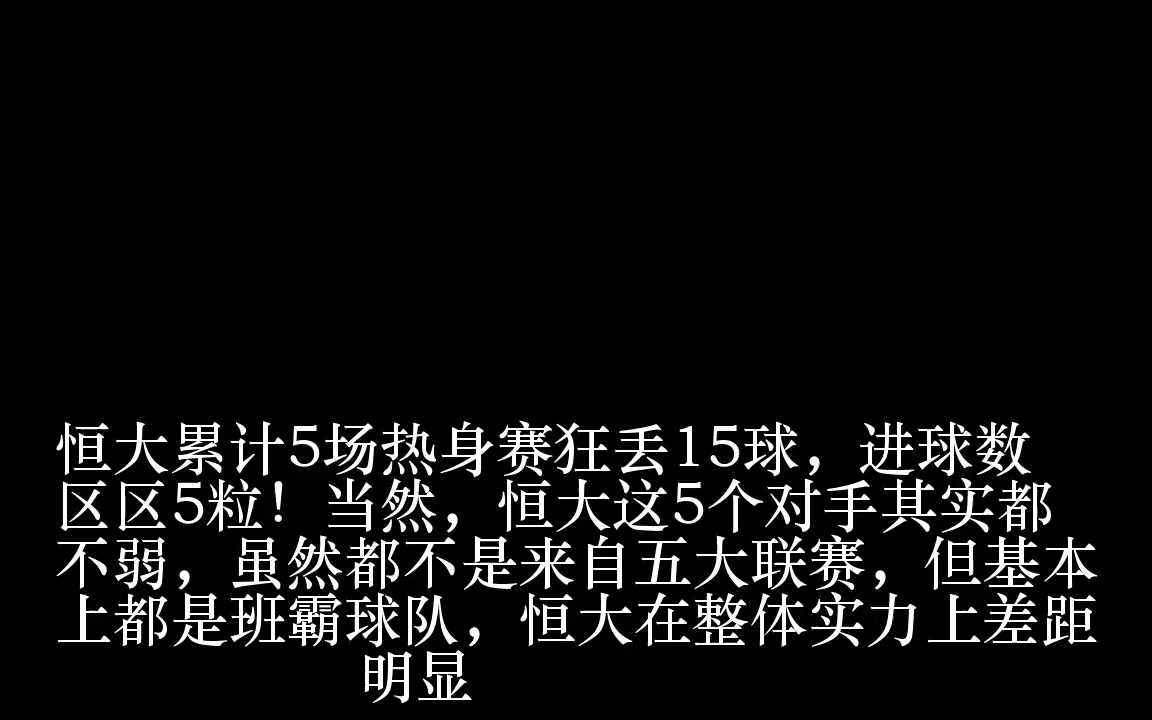 恒大累计5场热身赛狂丢15球，进球数
区区5粒！当然，恒大这5个对手其实都
不弱，虽然都不是来自五大联赛，但基本
上都是班霸球队，恒大在整体实力上差距
明显